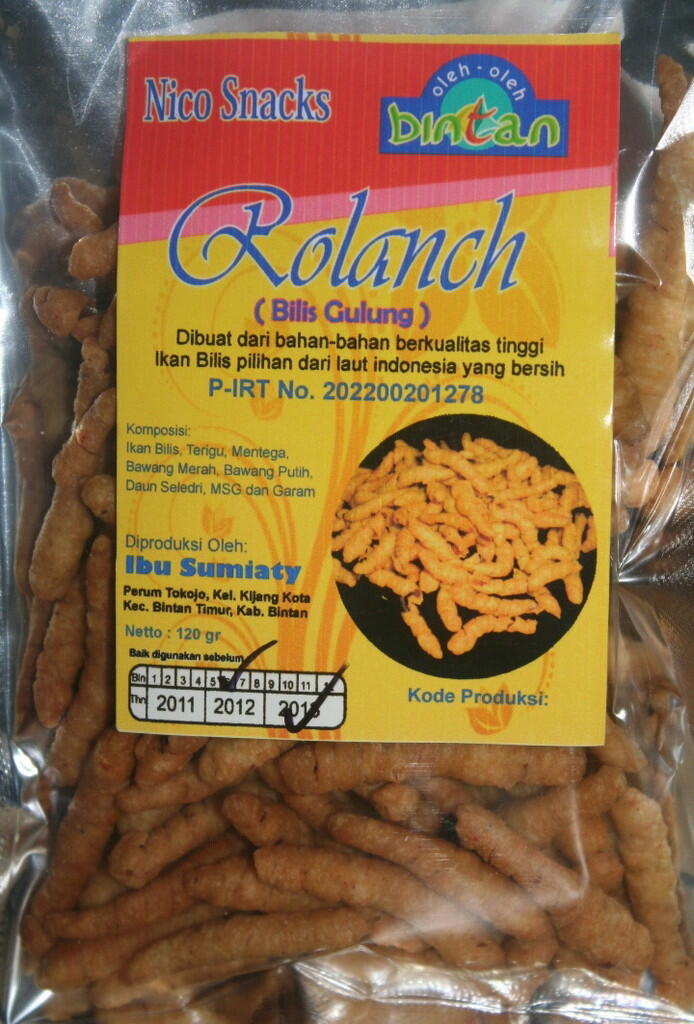 Nico Snacks
oleh - oleh
bintan
Rolanch
( Bilis Gulung )
Dibuat dari bahan-bahan berkualitas tinggi
Ikan Bilis pilihan dari laut indonesia yang bersih
P-IRT No. 202200201278
Komposisi:
Ikan Bilis, Terigu, Mentega,
Bawang Merah, Bawang Putih,
Daun Seledri, MSG dan Garam
Diproduksi Oleh:
Ibu Sumiaty
Perum Tokojo, Kel. Kijang Kota
Kec. Bintan Timur, Kab. Bintan
Netto : 120 gr
Baik digunakan sebelum
Bln 1 2 3 4 5 7 8 9 10 11
Thn 2011 2012 2013
Kode Produksi: